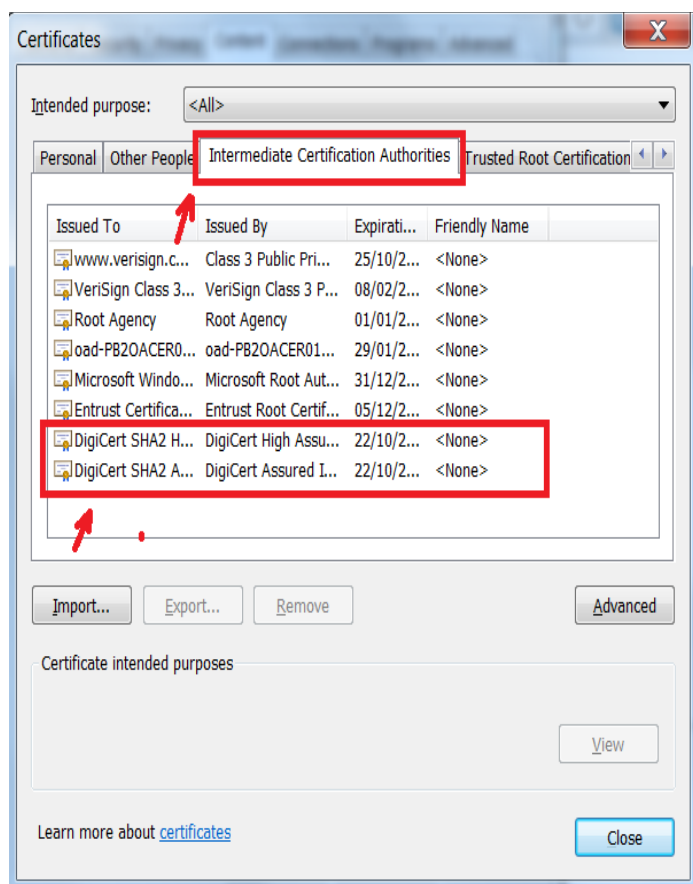 Certificates
Intended purpose: <All>
Personal Other People Intermediate Certification Authorities Trusted Root Certification
Issued To Issued By Expirati... Friendly Name
www.verisign.c... Class 3 Public Pri... 25/10/2... <None>
VeriSign Class 3... VeriSign Class 3 P... 08/02/2... <None>
Root Agency Root Agency 01/01/2... <None>
oad-PB2OACER0... oad-PB2OACER01... 29/01/2... <None>
Microsoft Windo... Microsoft Root Aut... 31/12/2... <None>
Entrust Certifica... Entrust Root Certif... 05/12/2... <None>
DigiCert SHA2 H... DigiCert High Assu... 22/10/2... <None>
DigiCert SHA2 A... DigiCert Assured I... 22/10/2... <None>
Import... Export... Remove Advanced
Certificate intended purposes
View
Learn more about certificates
Close